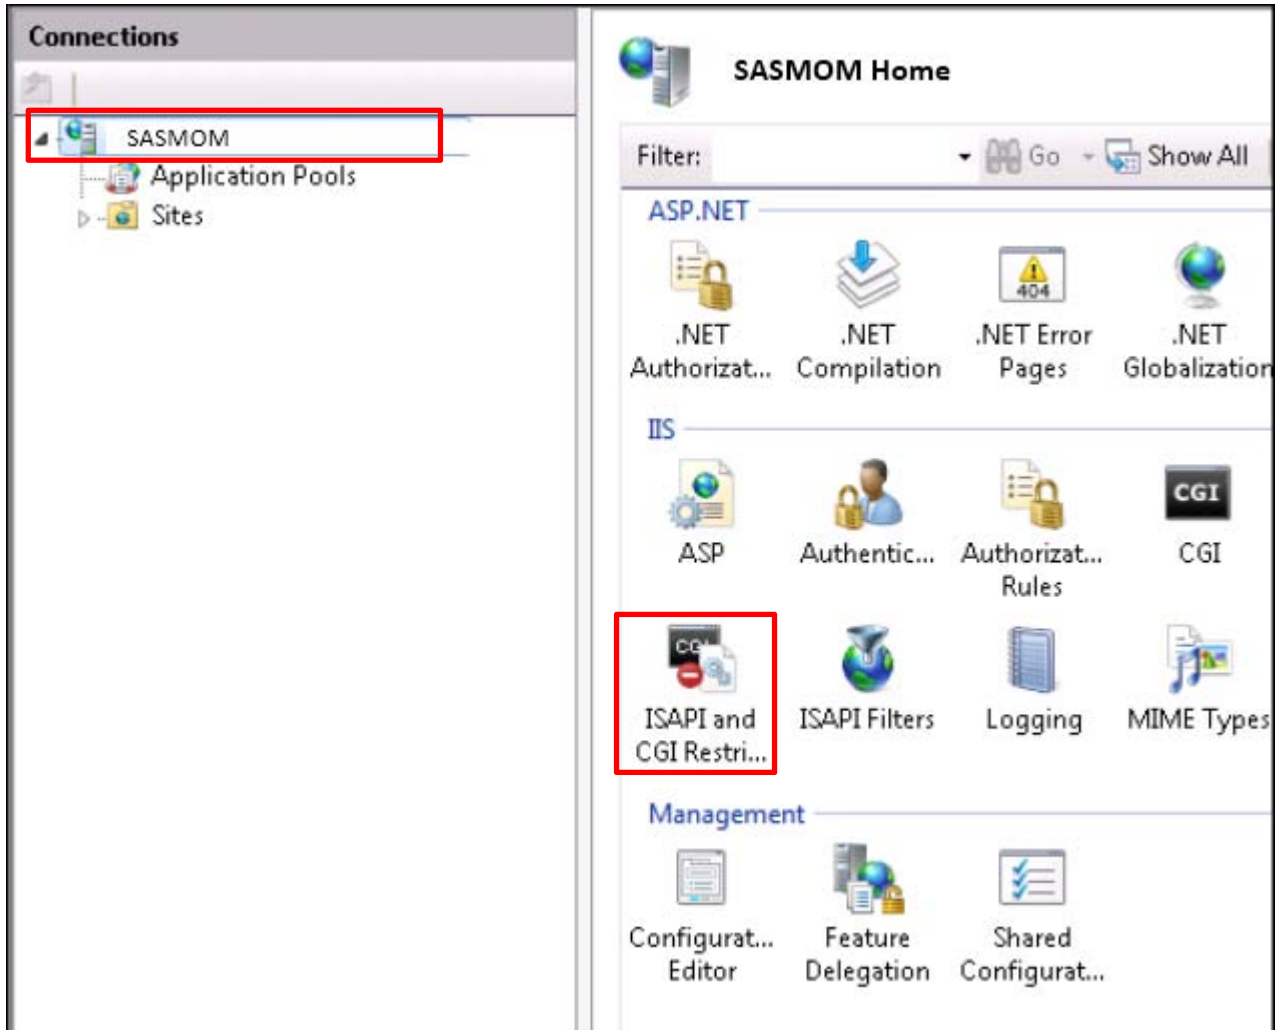 Connections
SASMOM
Application Pools
Sites
SASMOM Home
Filter:
Go
Show All
ASP.NET
404
.NET
Authorizat...
.NET
Compilation
.NET Error
Pages
.NET
Globalization
IIS
CGI
ASP
Authentic...
Authorizat...
Rules
CGI
CGI
ISAPI and
CGI Restri...
ISAPI Filters
Logging
MIME Types
Management
Configurat...
Editor
Feature
Delegation
Shared
Configurat...